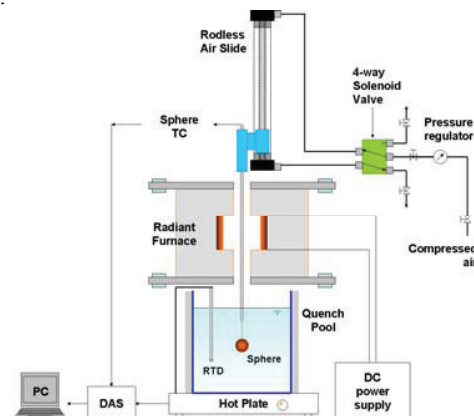 Rodless
Air Slide
4-way
Solenoid
Valve
Sphere
TC
Pressure
regulator
Radiant
Furnace
Compressed
air
Quench
Pool
RTD
Sphere
PC
DAS
Hot Plate
DC
power
supply